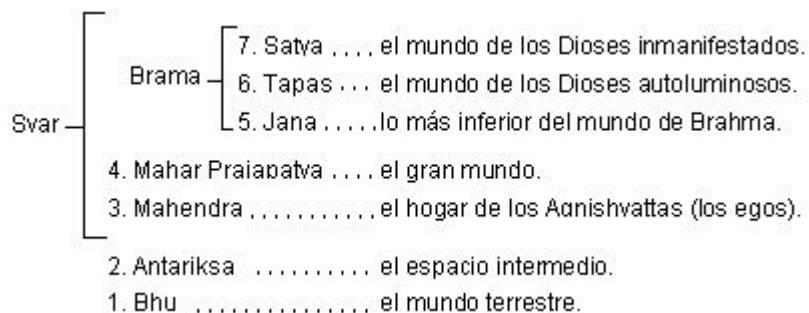 7. Satya .... el mundo de los Dioses inmanifestados.
Brama
6. Tapas ... el mundo de los Dioses autoluminosos.
Svar
5. Jana .....lo más inferior del mundo de Brahma.
4. Mahar Prajapatya .... el gran mundo.
3. Mahendra ........... el hogar de los Agnishvattas (los egos).
2. Antariksa .......... el espacio intermedio.
1. Bhu ............... el mundo terrestre.